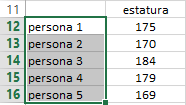 11 estatura
12 persona 1 175
13 persona 2 170
14 persona 3 184
15 persona 4 179
16 persona 5 169